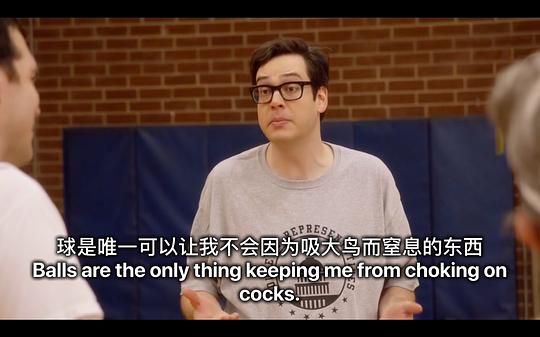 REPRESENT
球是唯一可以让我不会因为吸大鸟而窒息的东西
Balls are the only thing keeping me from choking on
cocks.